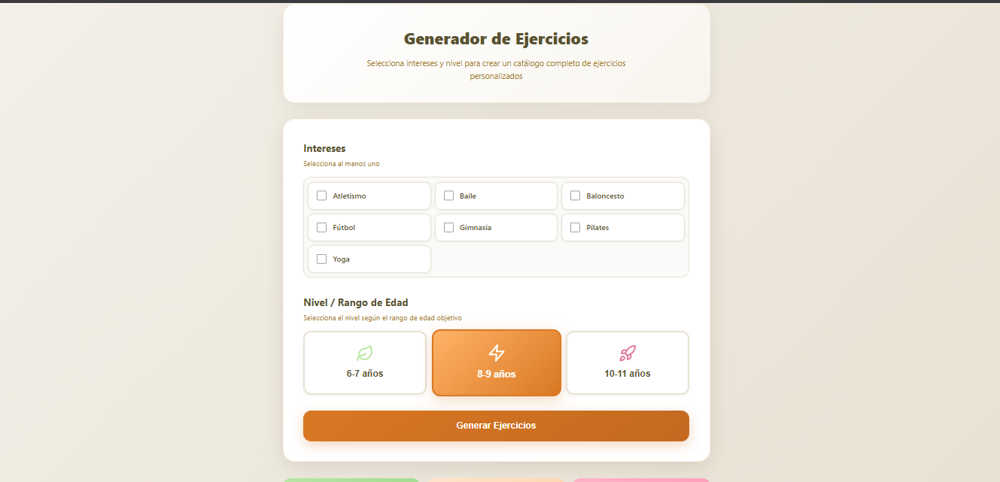 Generador de Ejercicios
Selecciona intereses y nivel para crear un catálogo completo de ejercicios
personalizados
Intereses
Selecciona al menos uno
Atletismo
Baile
Baloncesto
Fútbol
Gimnasia
Pilates
Yoga
Nivel / Rango de Edad
Selecciona el nivel según el rango de edad objetivo
6-7 años
8-9 años
10-11 años
Generar Ejercicios